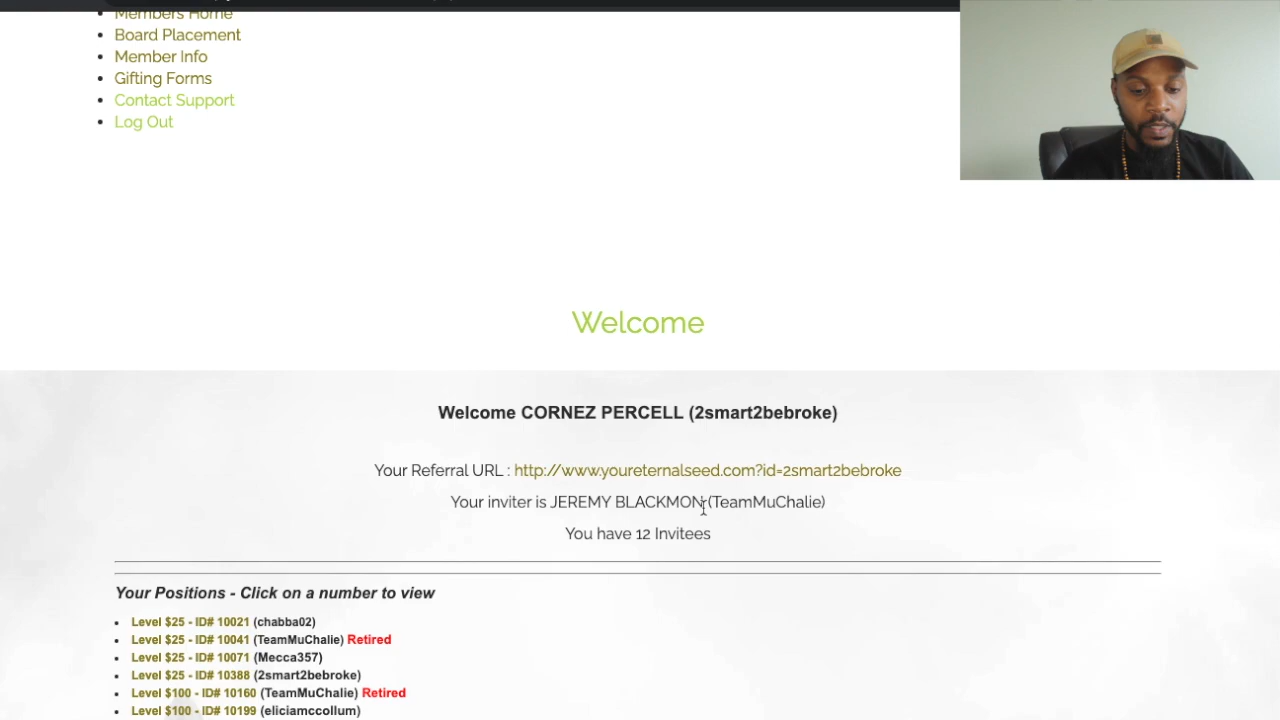 Members Home
Board Placement
Member Info
Gifting Forms
Contact Support
Log Out
Welcome
Welcome CORNEZ PERCELL (2smart2bebroke)
Your Referral URL : http://www.youreternalseed.com?id=2smart2bebroke
Your inviter is JEREMY BLACKMON (TeamMuChalie)
You have 12 Invitees
Your Positions - Click on a number to view
Level $25 - ID# 10021 (chabba02)
Level $25 - ID# 10041 (TeamMuChalie) Retired
Level $25 - ID# 10071 (Mecca357)
Level $25 - ID# 10388 (2smart2bebroke)
Level $100 - ID# 10160 (TeamMuChalie) Retired
Level $100 - ID# 10199 (eliciamccollum)